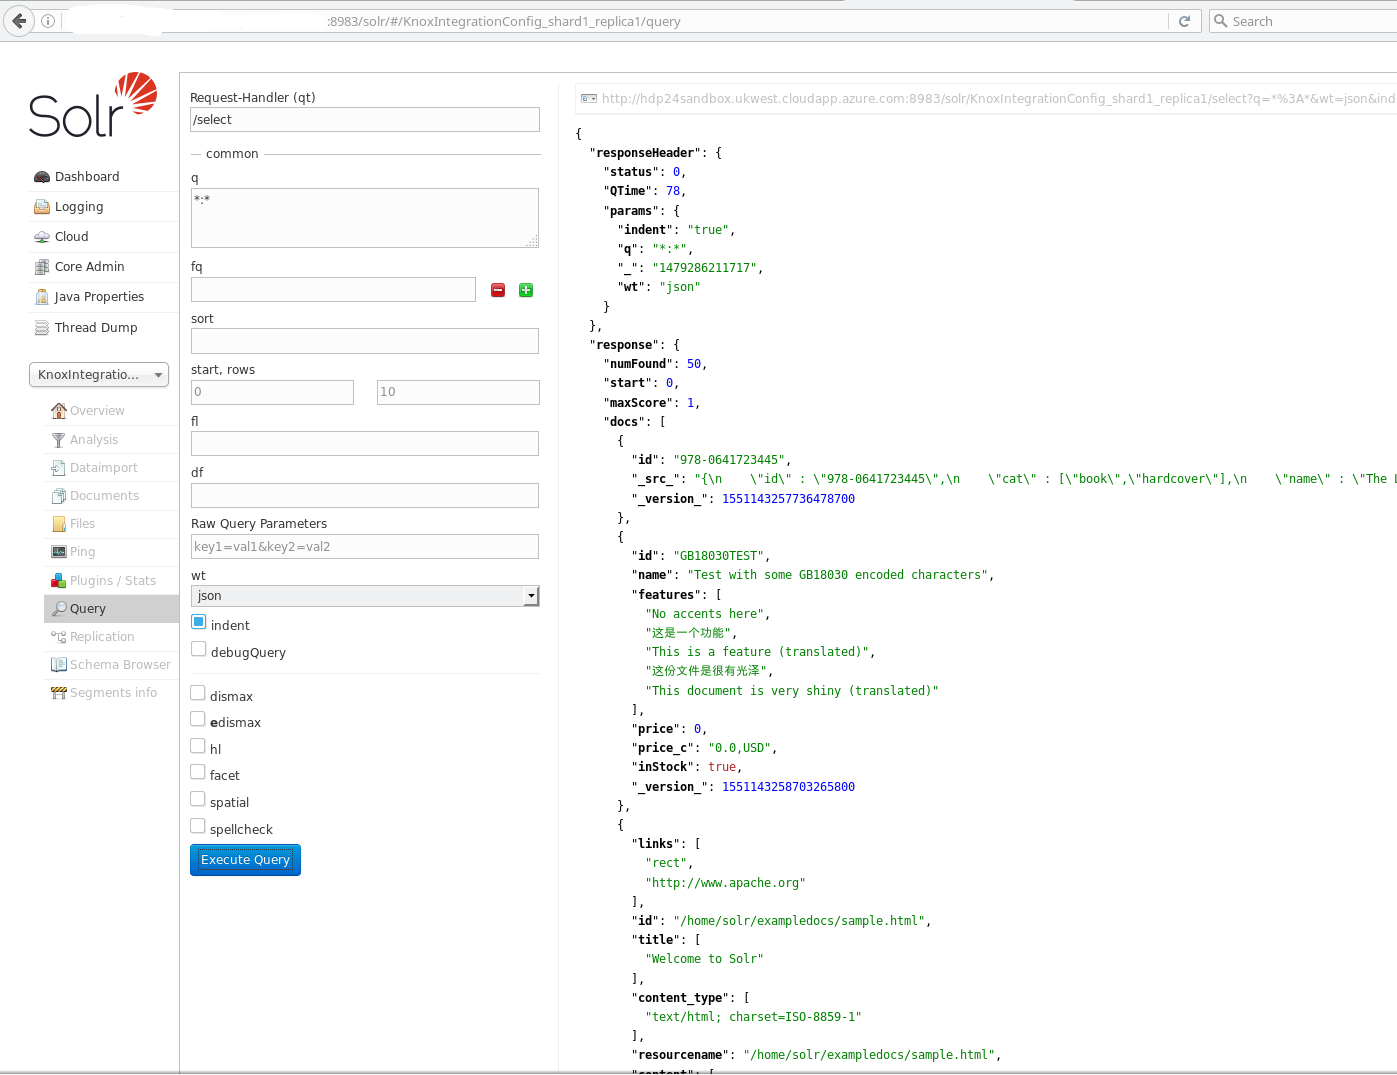 :8983/solr/#/KnoxIntegrationConfig_shard1_replica1/query
Search
Solr
Dashboard
Logging
Cloud
Core Admin
Java Properties
Thread Dump
KnoxIntegratio...
Overview
Analysis
Dataimport
Documents
Files
Ping
Plugins / Stats
Query
Replication
Schema Browser
Segments info
Request-Handler (qt)
/select
common
q
*:*
fq
sort
start, rows
0 10
fl
df
Raw Query Parameters
key1=val1&key2=val2
wt
json
indent
debugQuery
dismax
edismax
hl
facet
spatial
spellcheck
Execute Query
http://hdp24sandbox.ukwest.cloudapp.azure.com:8983/solr/KnoxIntegrationConfig_shard1_replica1/select?q=*%3A*&wt=json&inde
{
"responseHeader": {
"status": 0,
"QTime": 78,
"params": {
"indent": "true",
"q": "*:*",
"_": "1479286211717",
"wt": "json"
}
},
"response": {
"numFound": 50,
"start": 0,
"maxScore": 1,
"docs": [
{
"id": "978-0641723445",
"_src_": "{\n    \"id\" : \"978-0641723445\",\n    \"cat\" : [\"book\",\"hardcover\"],\n    \"name\" : \"The
"_version_": 1551143257736478700
},
{
"id": "GB18030TEST",
"name": "Test with some GB18030 encoded characters",
"features": [
"No accents here",
"这是一个功能",
"This is a feature (translated)",
"这份文件是很有光泽",
"This document is very shiny (translated)"
],
"price": 0,
"price_c": "0.0,USD",
"inStock": true,
"_version_": 1551143258703265800
},
{
"links": [
"rect",
"http://www.apache.org"
],
"id": "/home/solr/exampledocs/sample.html",
"title": [
"Welcome to Solr"
],
"content_type": [
"text/html; charset=ISO-8859-1"
],
"resourcename": "/home/solr/exampledocs/sample.html",